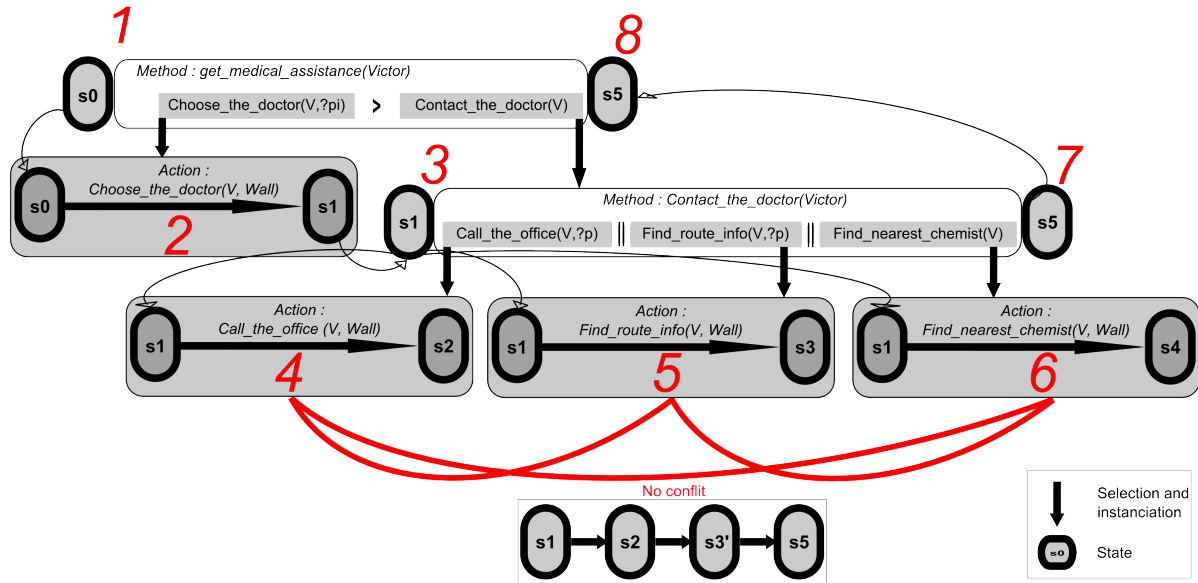 1
8
Method : get_medical_assistance(Victor)
s0
Choose_the_doctor(V,?pi)
>
Contact_the_doctor(V)
s5
3
7
Action :
Choose_the_doctor(V, Wall)
s0
s1
2
Method : Contact_the_doctor(Victor)
s1
Call_the_office(V,?p)
||
Find_route_info(V,?p)
||
Find_nearest_chemist(V)
s5
Action :
Call_the_office (V, Wall)
s1
s2
4
Action :
Find_route_info(V, Wall)
s1
s3
5
Action :
Find_nearest_chemist(V, Wall)
s1
s4
6
No conflit
s1
s2
s3'
s5
Selection and
instanciation
s0
State